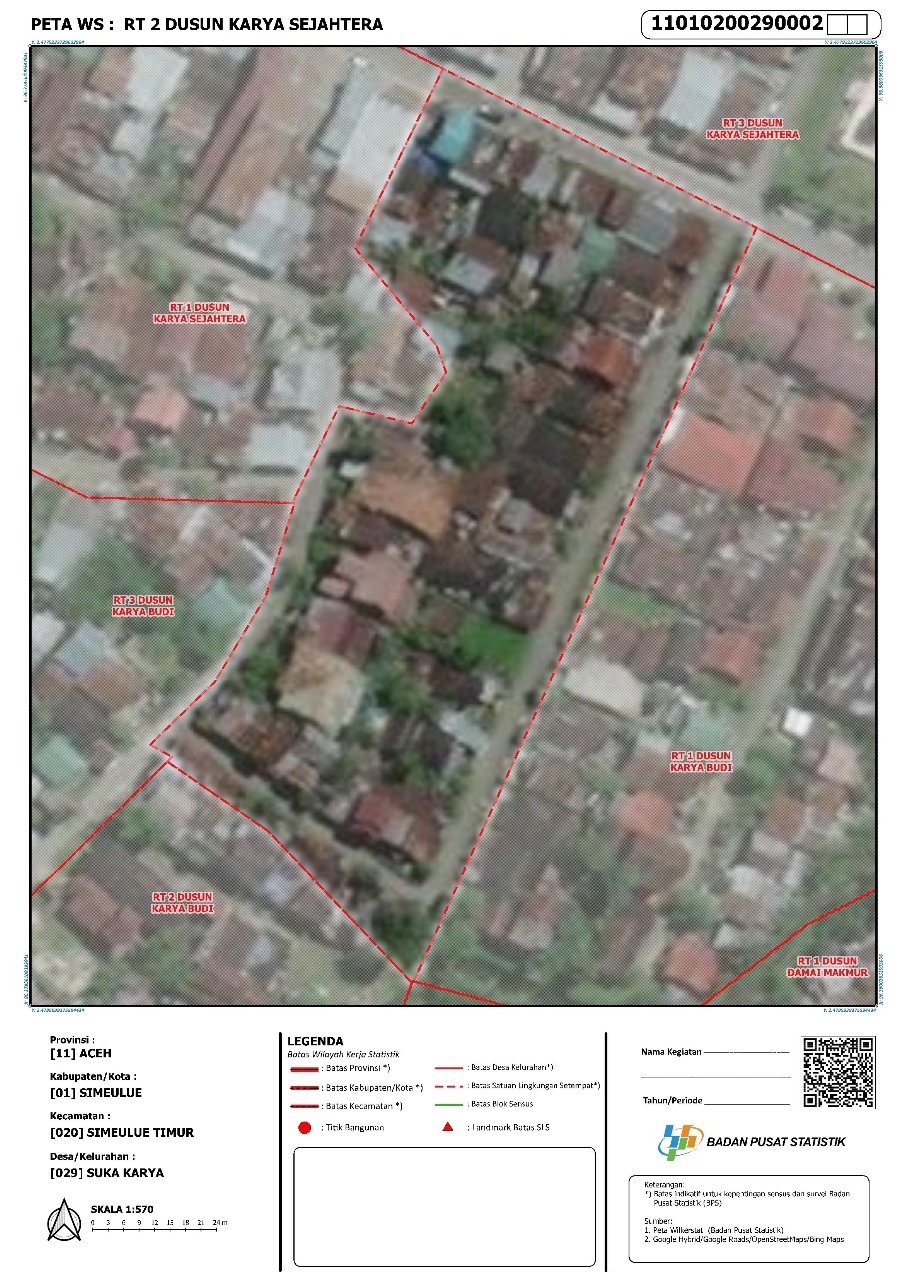 PETA WS : RT 2 DUSUN KARYA SEJAHTERA
11010200290002
RT 3 DUSUN
KARYA SEJAHTERA
RT 1 DUSUN
KARYA SEJAHTERA
RT 3 DUSUN
KARYA BUDI
RT 1 DUSUN
KARYA BUDI
RT 2 DUSUN
KARYA BUDI
RT 1 DUSUN
DAMAI MAKMUR
Provinsi :
[11] ACEH
Kabupaten/Kota :
[01] SIMEULUE
Kecamatan :
[020] SIMEULUE TIMUR
Desa/Kelurahan :
[029] SUKA KARYA
SKALA 1:570
0 3 6 9 12 15 18 21 24 m
LEGENDA
Batas Wilayah Kerja Statistik
: Batas Provinsi *)
: Batas Kabupaten/Kota *)
: Batas Kecamatan *)
: Titik Bangunan
: Batas Desa Kelurahan*)
: Batas Satuan Lingkungan Setempat*)
: Batas Blok Sensus
: Landmark Batas SLS
Nama Kegiatan
Tahun/Periode
BADAN PUSAT STATISTIK
Keterangan:
*) Batas indikatif untuk kepentingan sensus dan survei Badan
Pusat Statistik (BPS)
Sumber:
1. Peta Wilkerstat (Badan Pusat Statistik)
2. Google Hybrid/Google Roads/OpenStreetMaps/Bing Maps